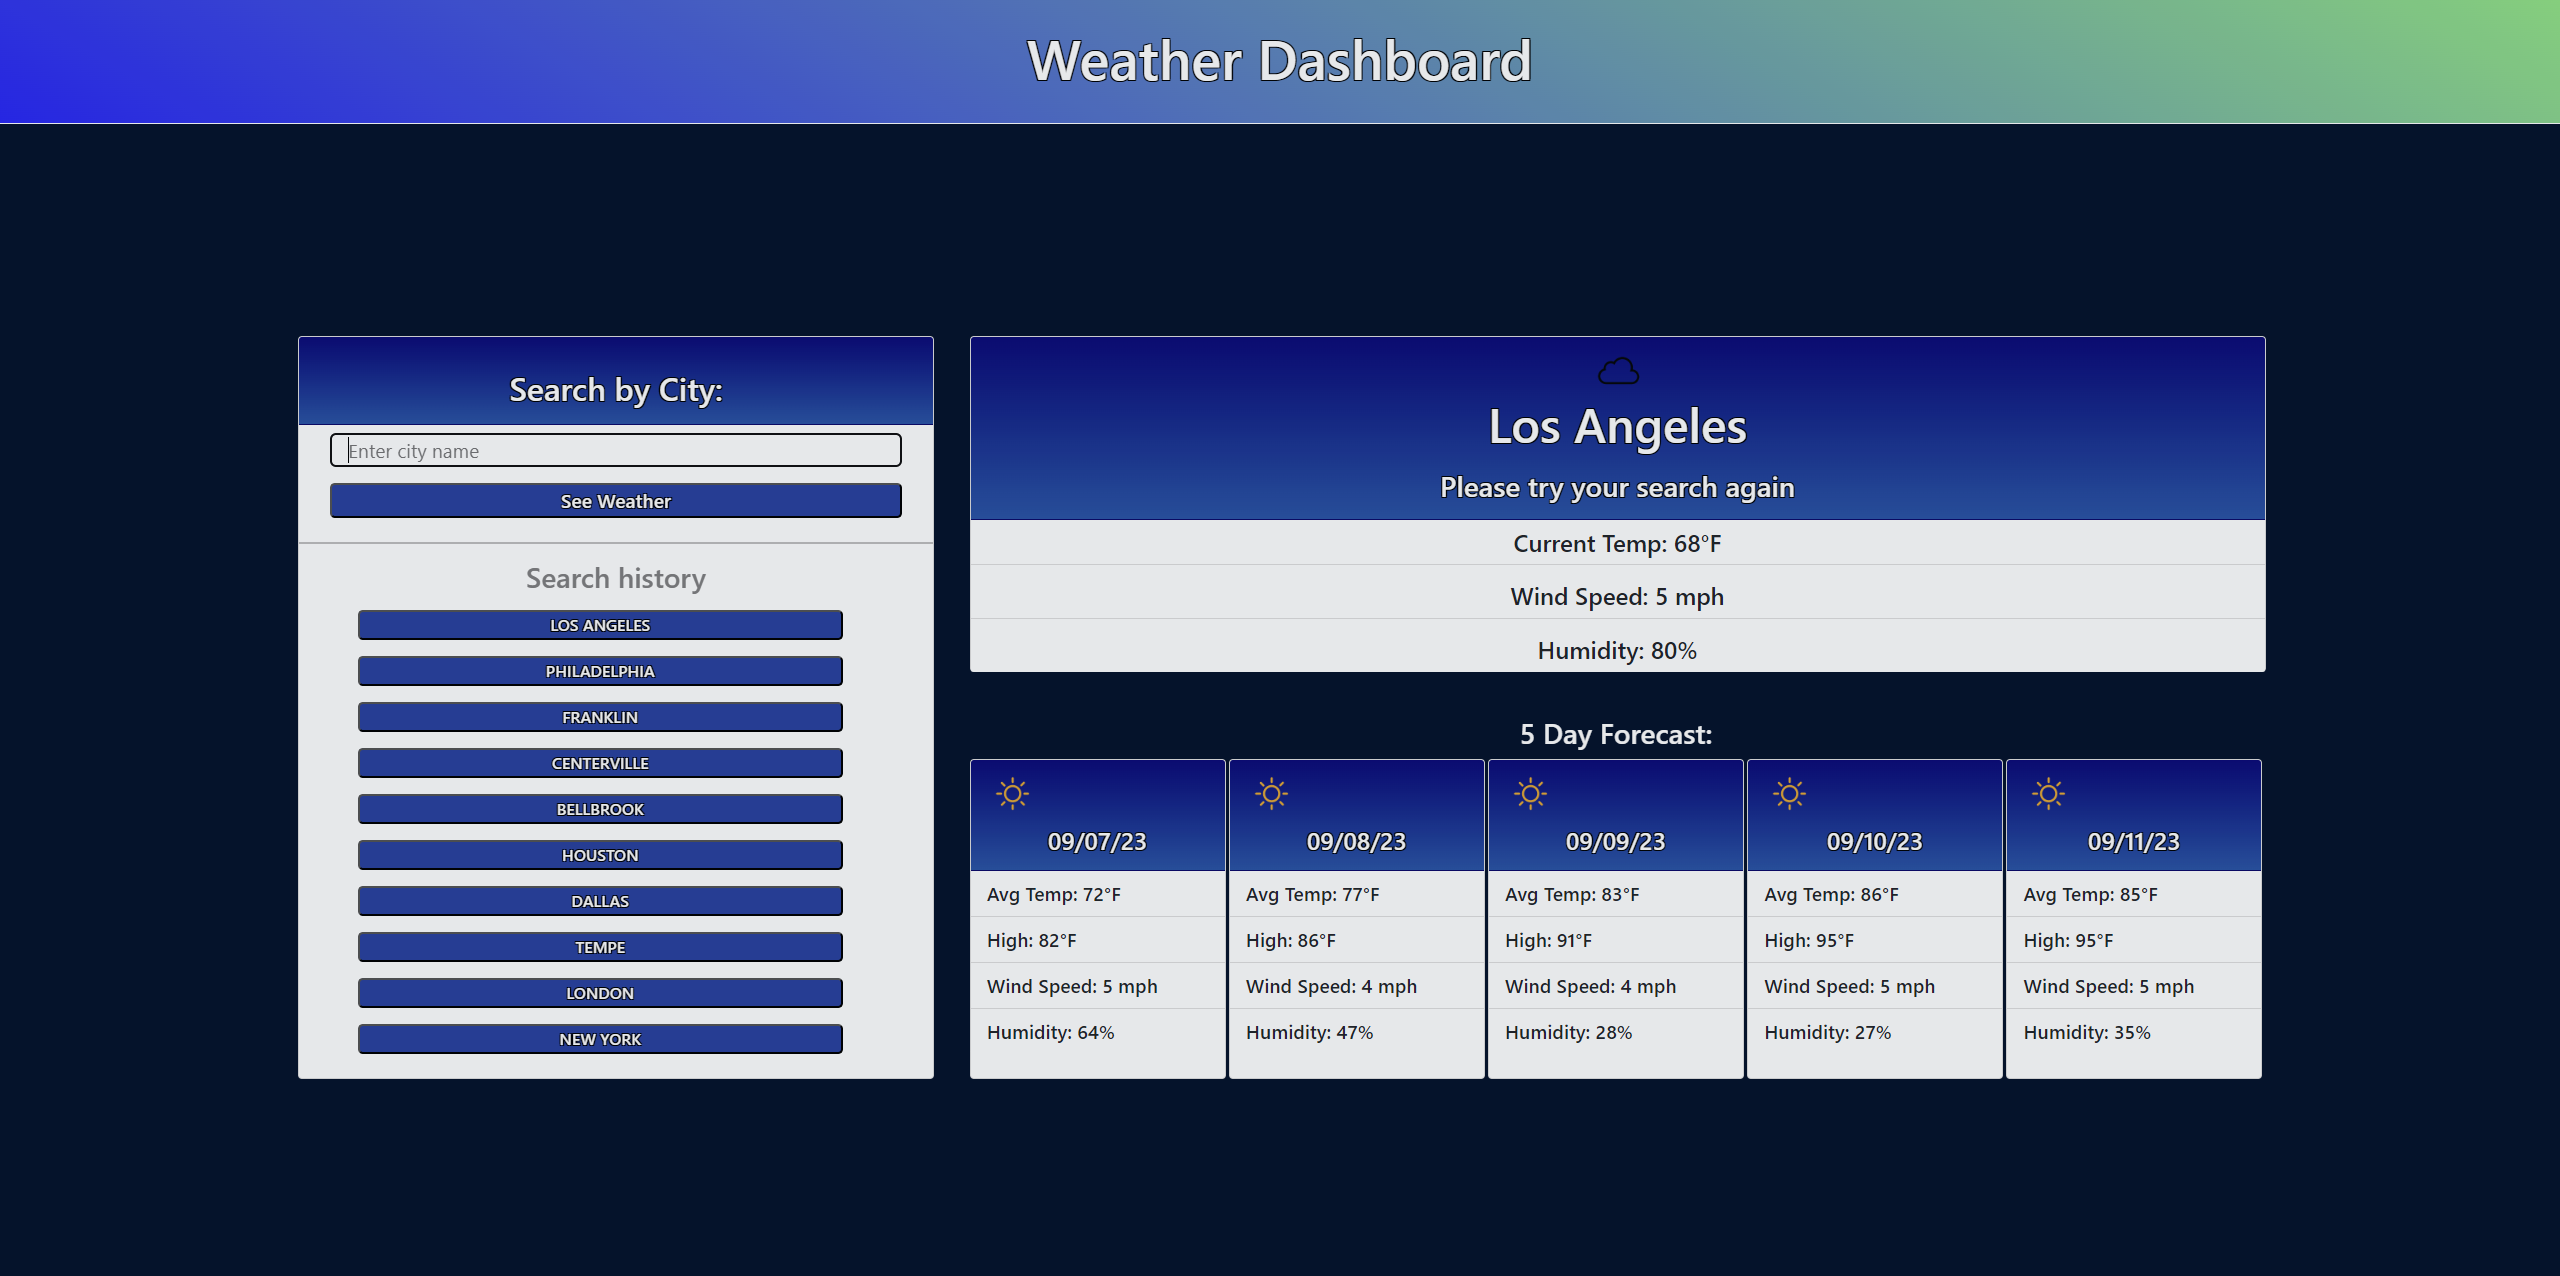 Weather Dashboard
Search by City:
Enter city name
See Weather
Search history
LOS ANGELES
PHILADELPHIA
FRANKLIN
CENTERVILLE
BELLBROOK
HOUSTON
DALLAS
TEMPE
LONDON
NEW YORK
Los Angeles
Please try your search again
Current Temp: 68°F
Wind Speed: 5 mph
Humidity: 80%
5 Day Forecast:
09/07/23
Avg Temp: 72°F
High: 82°F
Wind Speed: 5 mph
Humidity: 64%
09/08/23
Avg Temp: 77°F
High: 86°F
Wind Speed: 4 mph
Humidity: 47%
09/09/23
Avg Temp: 83°F
High: 91°F
Wind Speed: 4 mph
Humidity: 28%
09/10/23
Avg Temp: 86°F
High: 95°F
Wind Speed: 5 mph
Humidity: 27%
09/11/23
Avg Temp: 85°F
High: 95°F
Wind Speed: 5 mph
Humidity: 35%